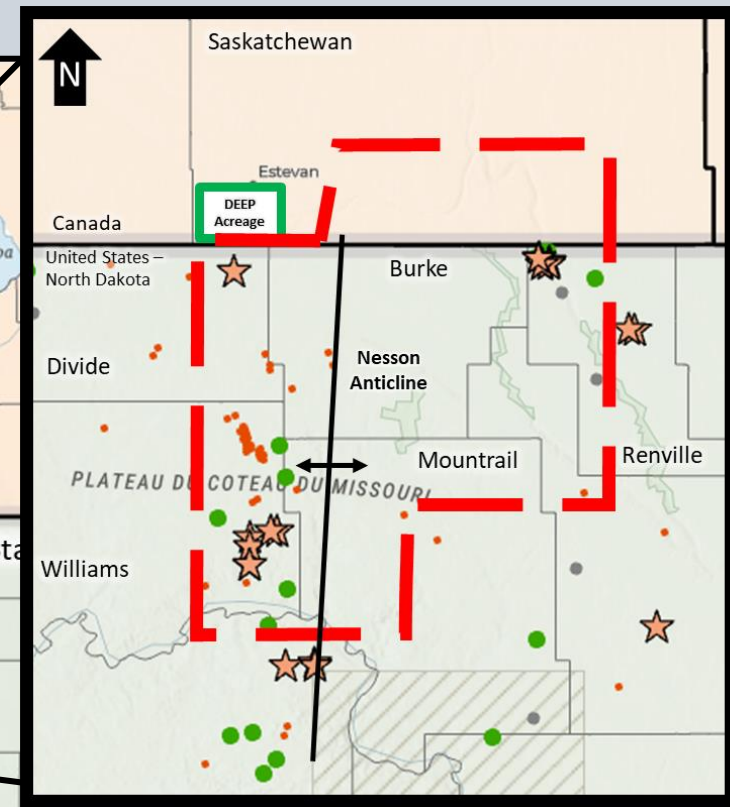 Saskatchewan
N
Estevan
DEEP
Acreage
Canada
United States –
North Dakota
Burke
Divide
Nesson
Anticline
Mountrail
Renville
PLATEAU DU COTEAU DU MISSOURI
Williams